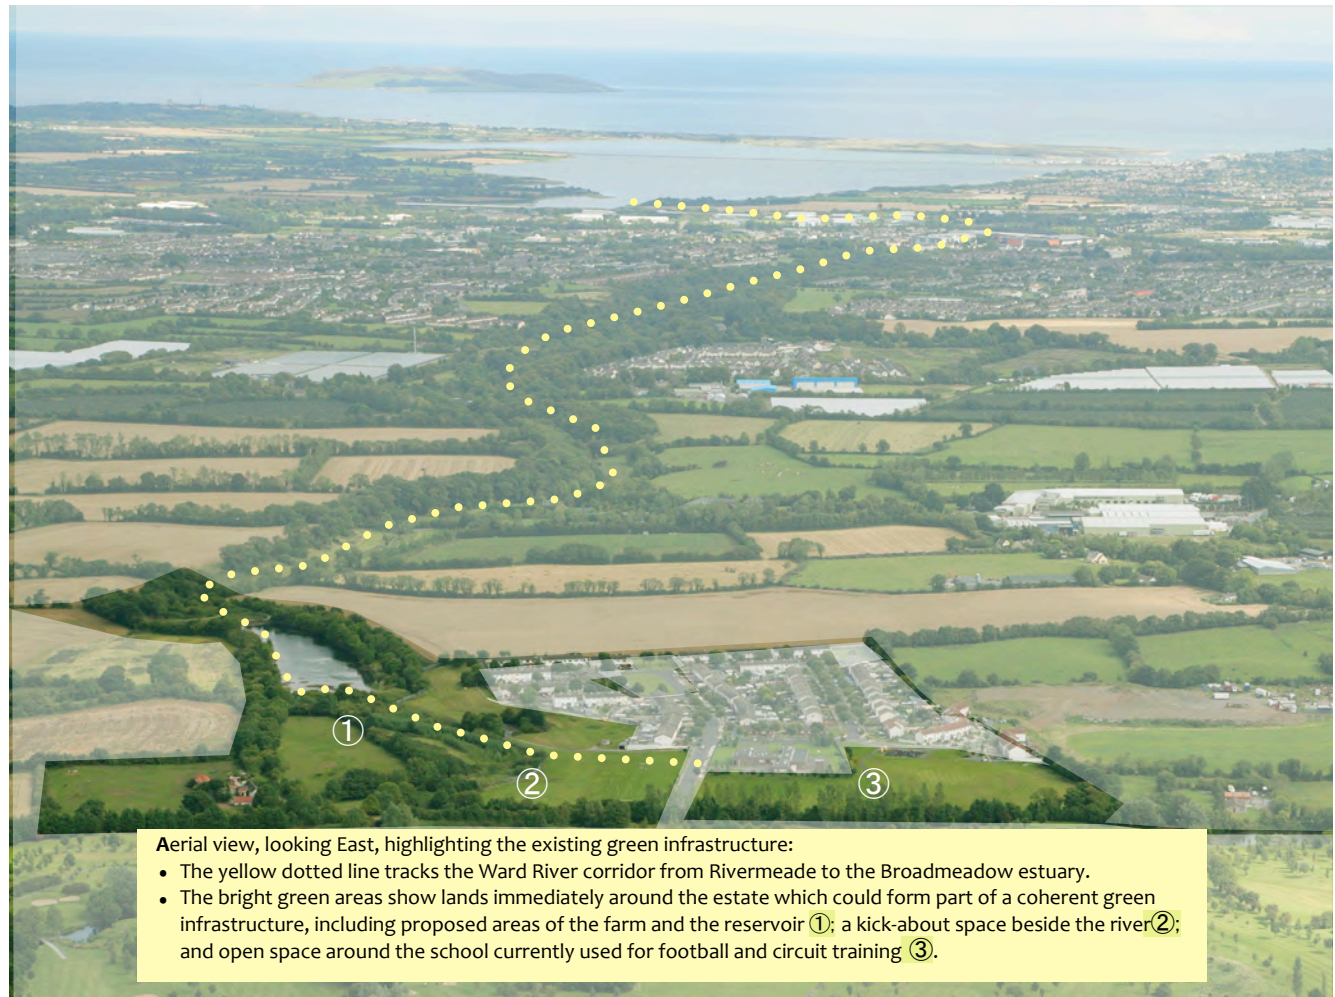 ①
②
③
Aerial view, looking East, highlighting the existing green infrastructure:
• The yellow dotted line tracks the Ward River corridor from Rivermeade to the Broadmeadow estuary.
• The bright green areas show lands immediately around the estate which could form part of a coherent green
infrastructure, including proposed areas of the farm and the reservoir ①; a kick-about space beside the river②;
and open space around the school currently used for football and circuit training ③.